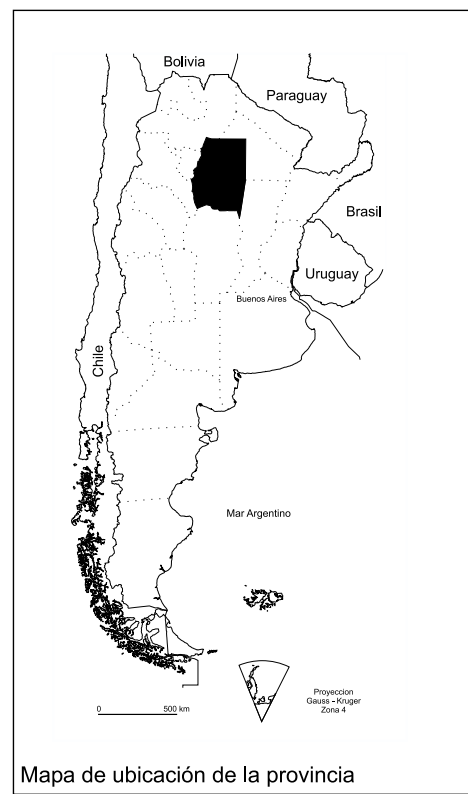 Bolivia
Paraguay
Brasil
Uruguay
Buenos Aires
Chile
Mar Argentino
0 500 km
Proyeccion
Gauss - Kruger
Zona 4
Mapa de ubicación de la provincia